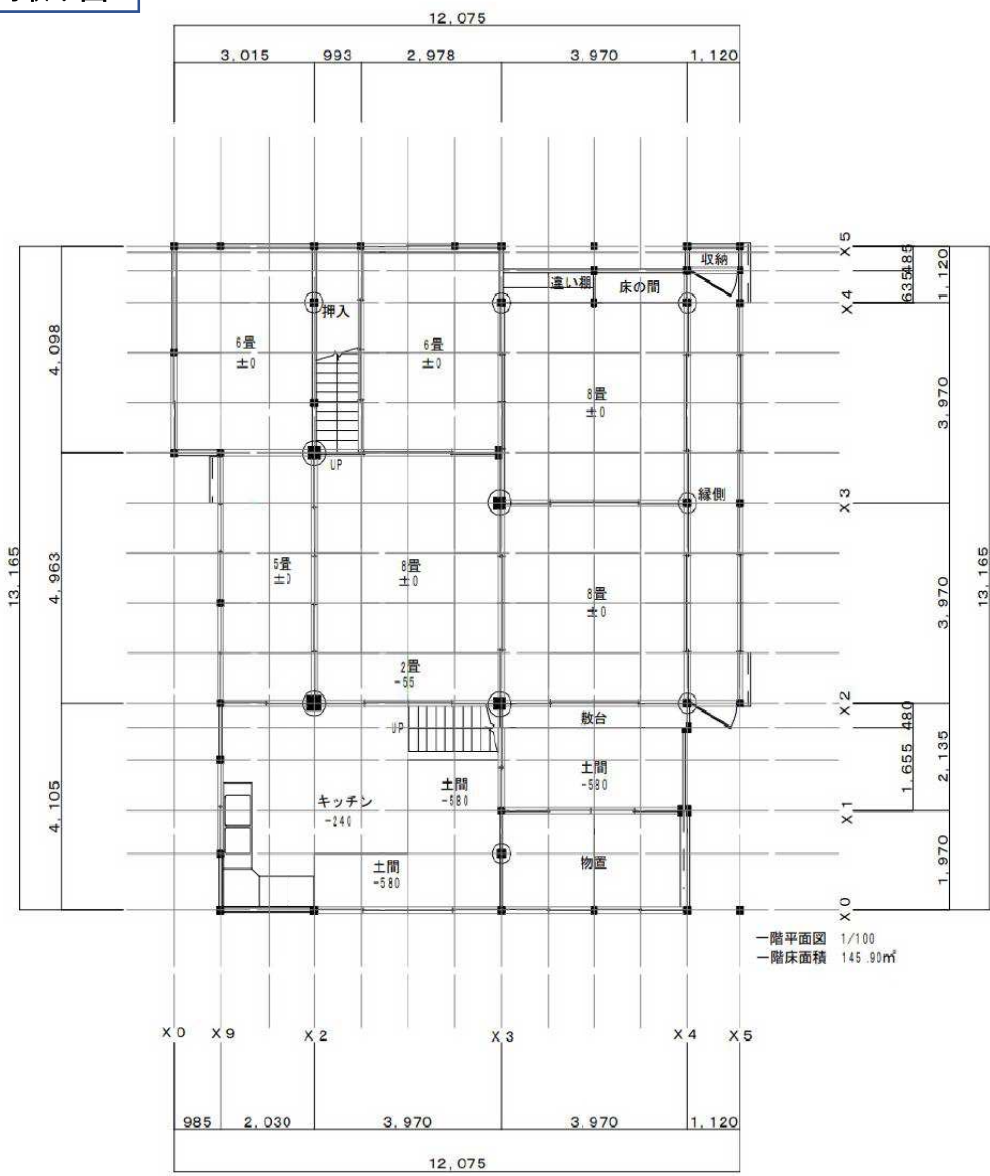 12,075
3,015 993 2,978 3.970 1,120
収納
違い棚 床の間
押入
6畳
±0
6畳
±0
8畳
±0
UP
縁側
5畳
±0
8畳
±0
8畳
±0
2畳
-55
UP
敷台
土間
-580
土間
-580
キッチン
-240
土間
-580
物置
4,098
4,963
4,105
13,165
X5
X4
X3
X2
X1
X0
485
635
480
1,655
1,120
3,970
3,970
2,135
1,970
13,165
一階平面図 1/100
一階床面積 145.90㎡
X0 X9 X2 X3 X4 X5
985 2,030 3,970 3.970 1,120
12,075